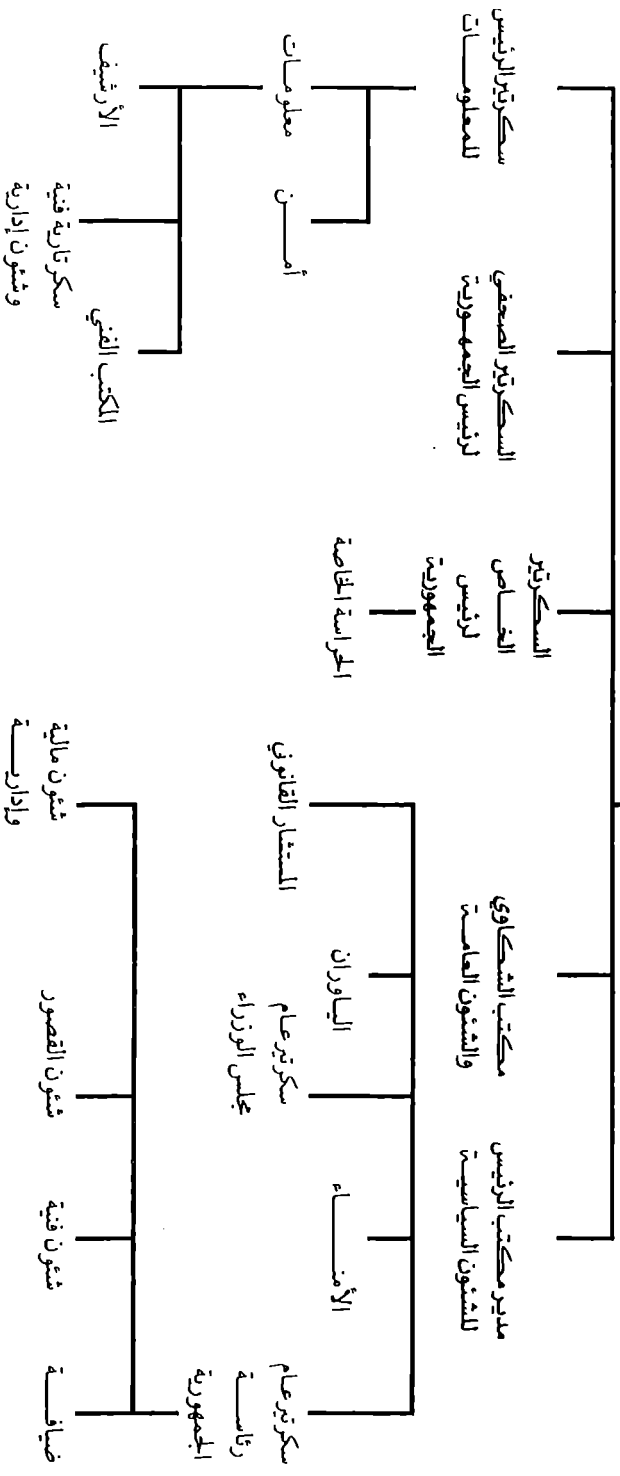 مدير مكتب الرئيس
للشئون السياسية
مكتب الشكاوي
والشئون العامة
السكرتير
الخاص
لرئيس
الجمهورية
السكرتير الصحفي
لرئيس الجمهورية
سكرتير الرئيس
للمعلومات
الحراسة الخاصة
أمن
معلومات
سكرتير عام
رئاسة
الجمهورية
الأمناء
سكرتير عام
مجلس الوزراء
الياوران
المستشار القانوني
المكتب الفني
سكرتارية فنية
وشئون إدارية
الأرشيف
ضيافة
شئون فنية
شئون القصور
شئون مالية
وإدارية